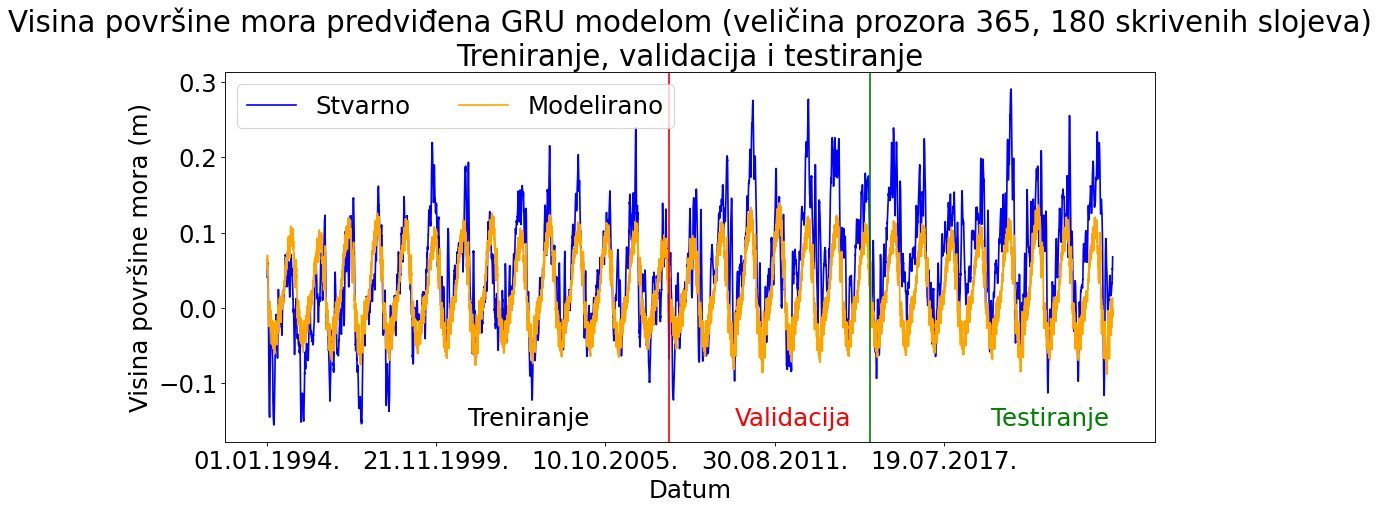 Visina površine mora predviđena GRU modelom (veličina prozora 365, 180 skrivenih slojeva)
Treniranje, validacija i testiranje
Stvarno
Modelirano
Visina površine mora (m)
0.3
0.2
0.1
0.0
−0.1
Treniranje
Validacija
Testiranje
01.01.1994.
21.11.1999.
10.10.2005.
30.08.2011.
19.07.2017.
Datum